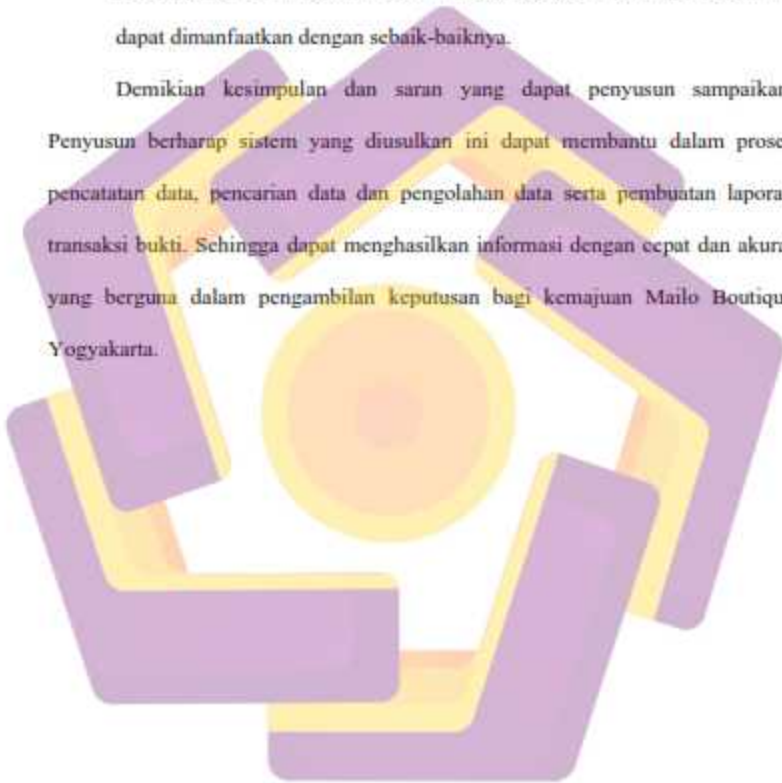 dapat dimanfaatkan dengan sebaik-baiknya.
Demikian kesimpulan dan saran yang dapat penyusun sampaikan
Penyusun berharap sistem yang diusulkan ini dapat membantu dalam prose
pencatatan data, pencarian data dan pengolahan data serta pembuatan lapora
transaksi bukti. Sehingga dapat menghasilkan informasi dengan cepat dan akura
yang berguna dalam pengambilan keputusan bagi kemajuan Mailo Boutiqu
Yogyakarta.